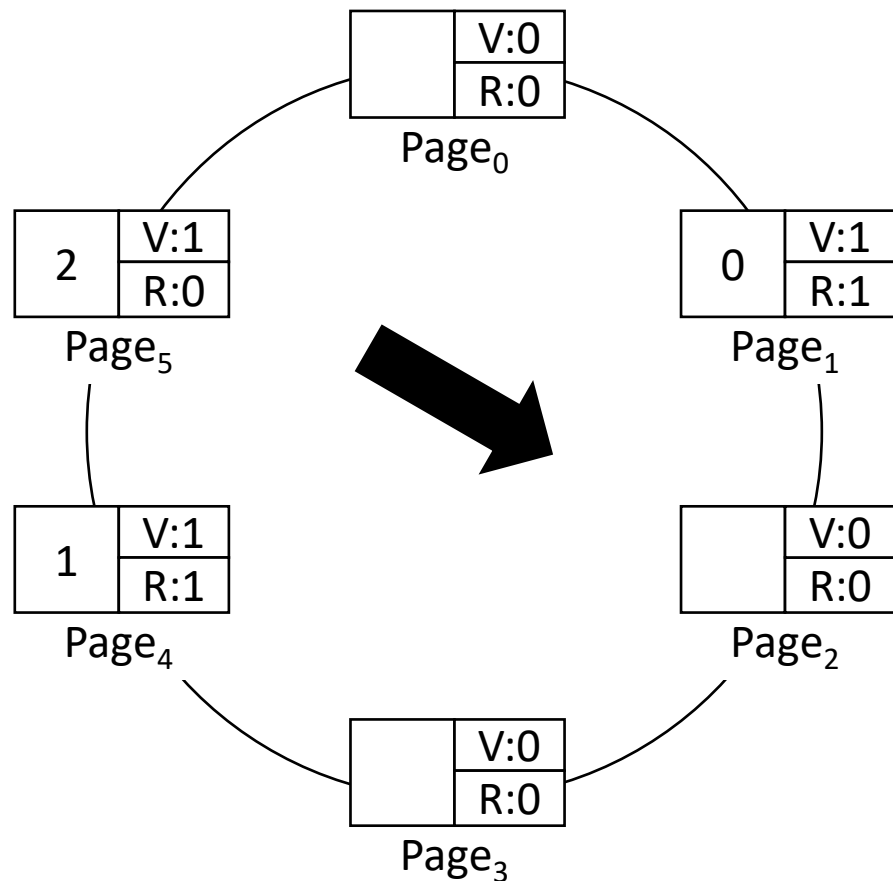 V:0
R:0
Page₀
2
V:1
R:0
Page₅
0
V:1
R:1
Page₁
1
V:1
R:1
Page₄
V:0
R:0
Page₂
V:0
R:0
Page₃